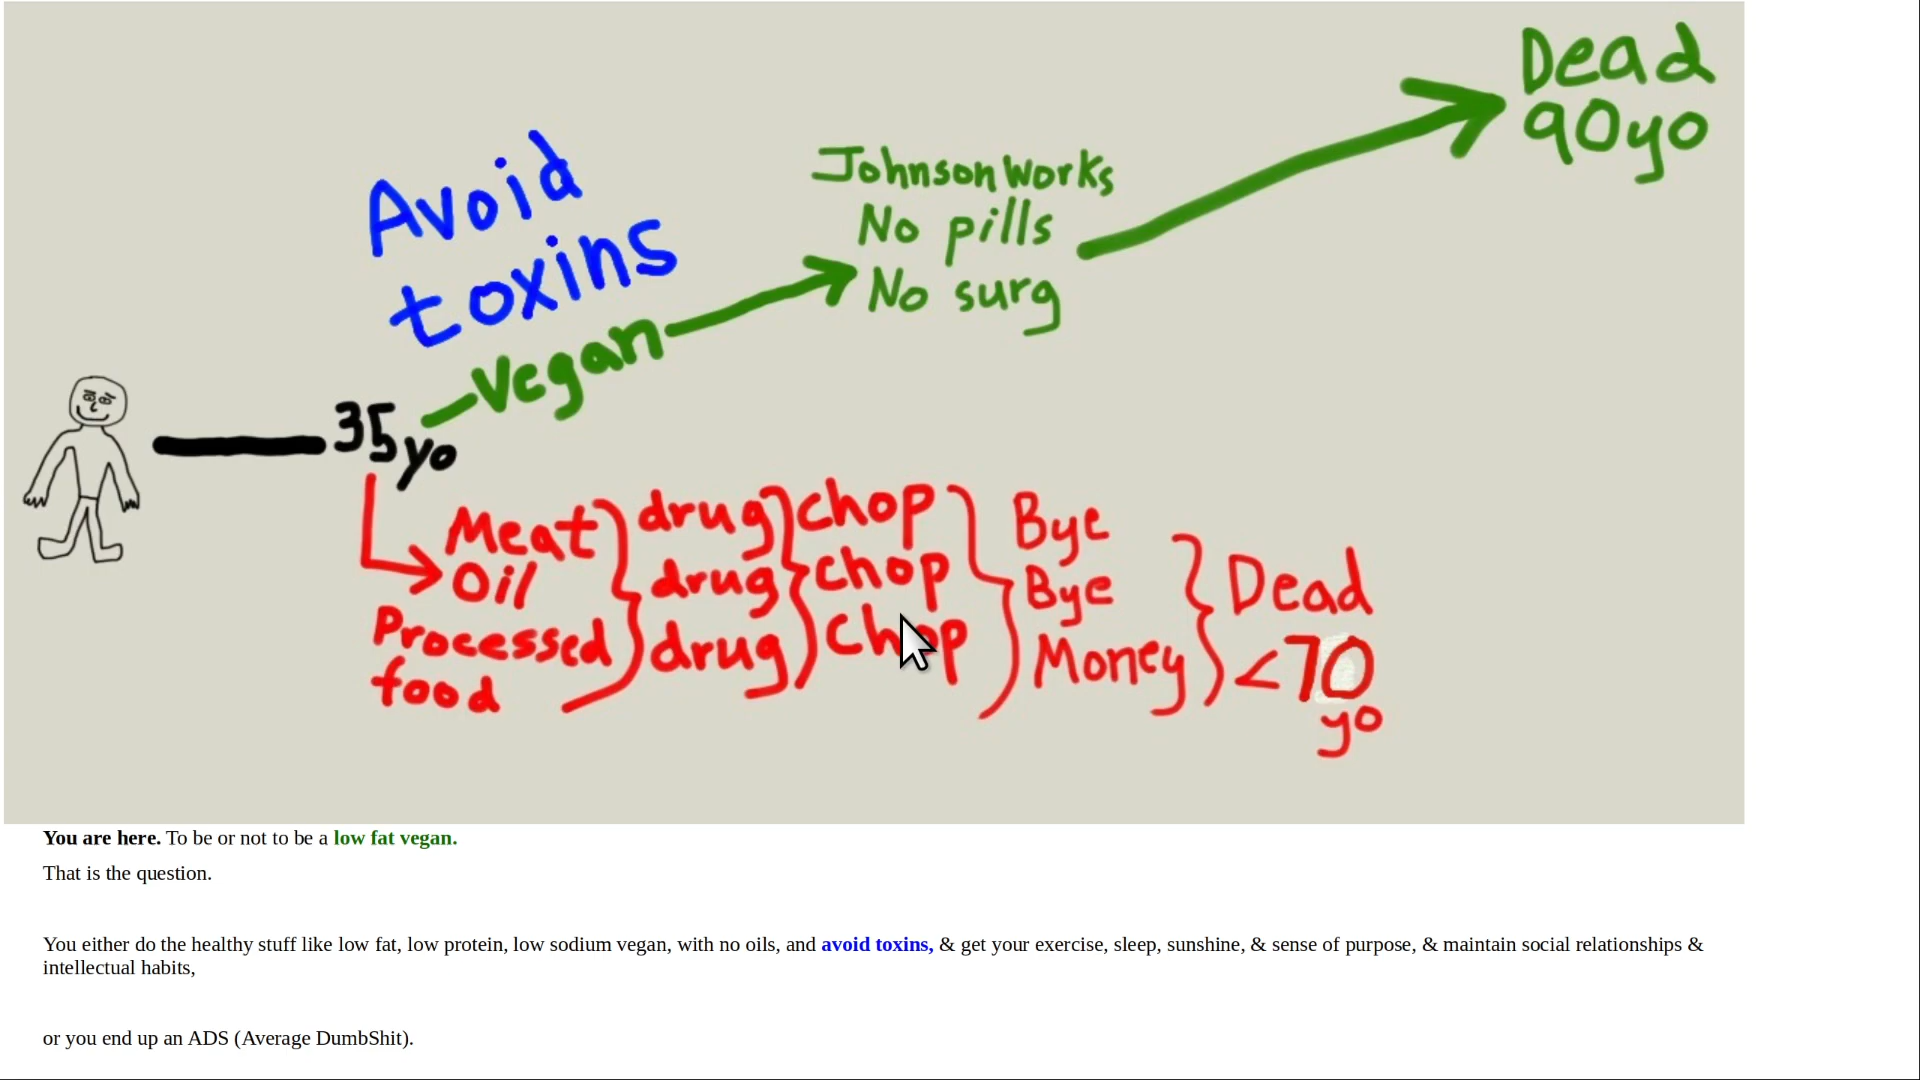 Dead
90yo
Avoid
toxins
Johnson Works
No pills
No surg
Vegan
35yo
Meat
Oil
Processed
food
drug
drug
drug
chop
chop
chop
Bye
Bye
Money
Dead
<70
yo
You are here. To be or not to be a low fat vegan.
That is the question.
You either do the healthy stuff like low fat, low protein, low sodium vegan, with no oils, and avoid toxins, & get your exercise, sleep, sunshine, & sense of purpose, & maintain social relationships &
intellectual habits,
or you end up an ADS (Average DumbShit).